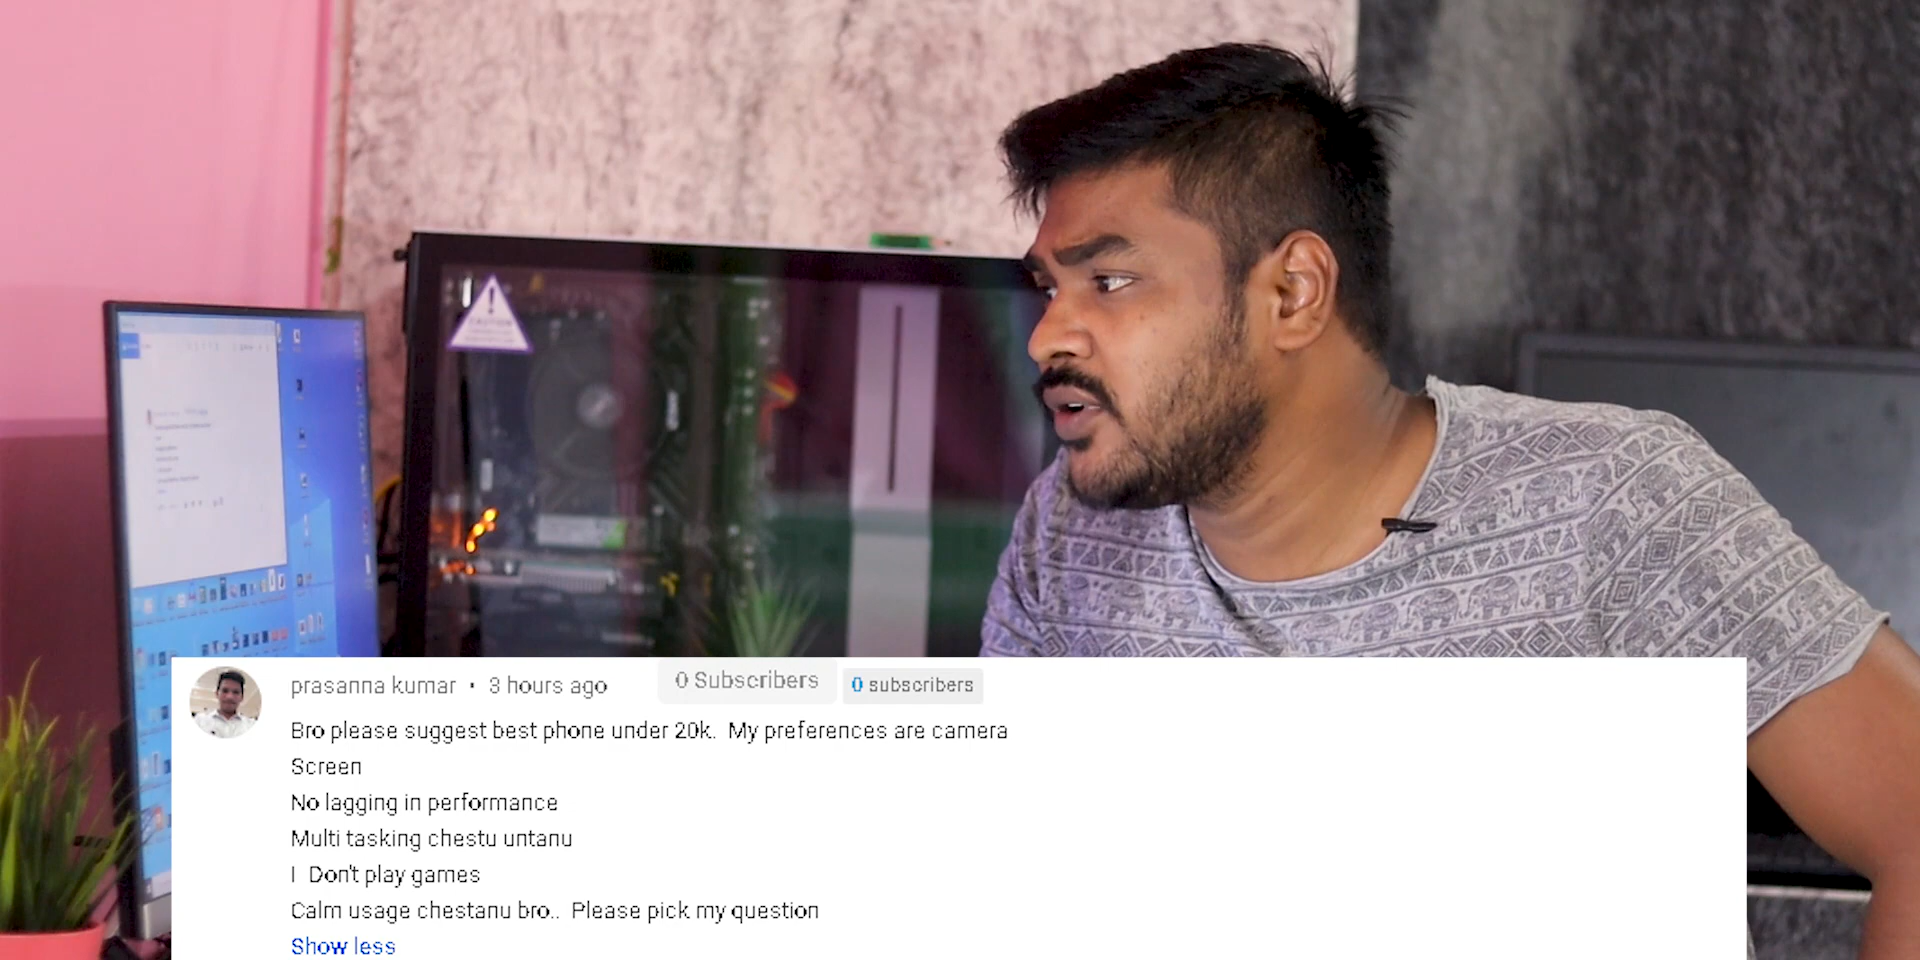 CAUTION
prasanna kumar • 3 hours ago 0 Subscribers 0 subscribers
Bro please suggest best phone under 20k. My preferences are camera
Screen
No lagging in performance
Multi tasking chestu untanu
I Don't play games
Calm usage chestanu bro.. Please pick my question
Show less